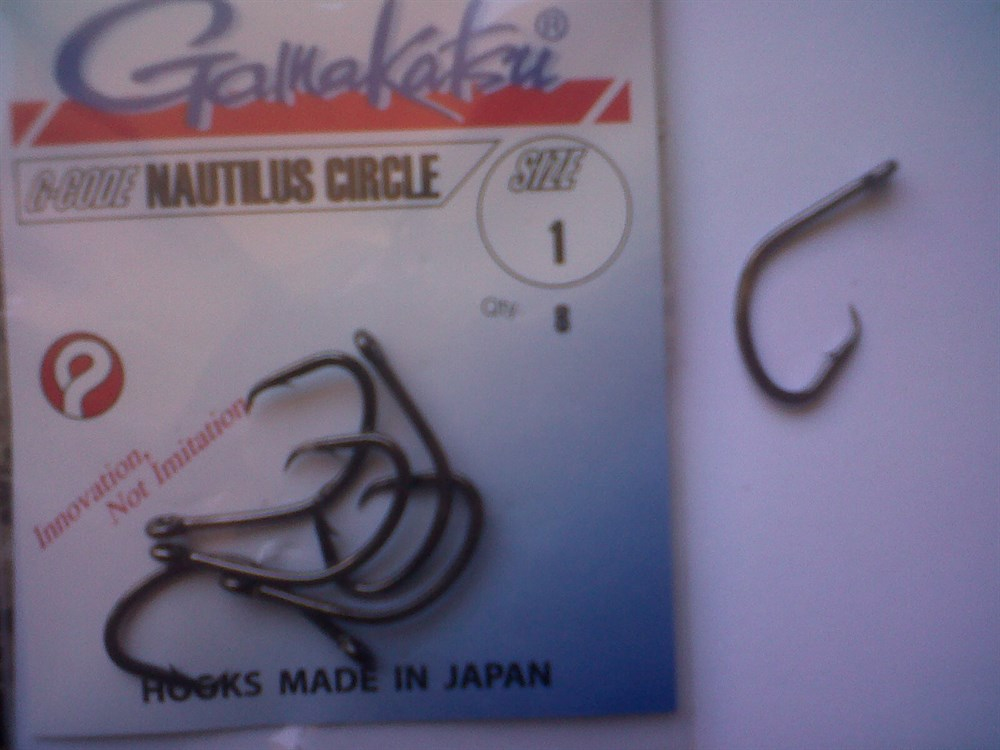 Gamakatsu®
G-CODE NAUTILUS CIRCLE
SIZE
1
Qty 8
Innovation,
Not Imitation
HOOKS MADE IN JAPAN